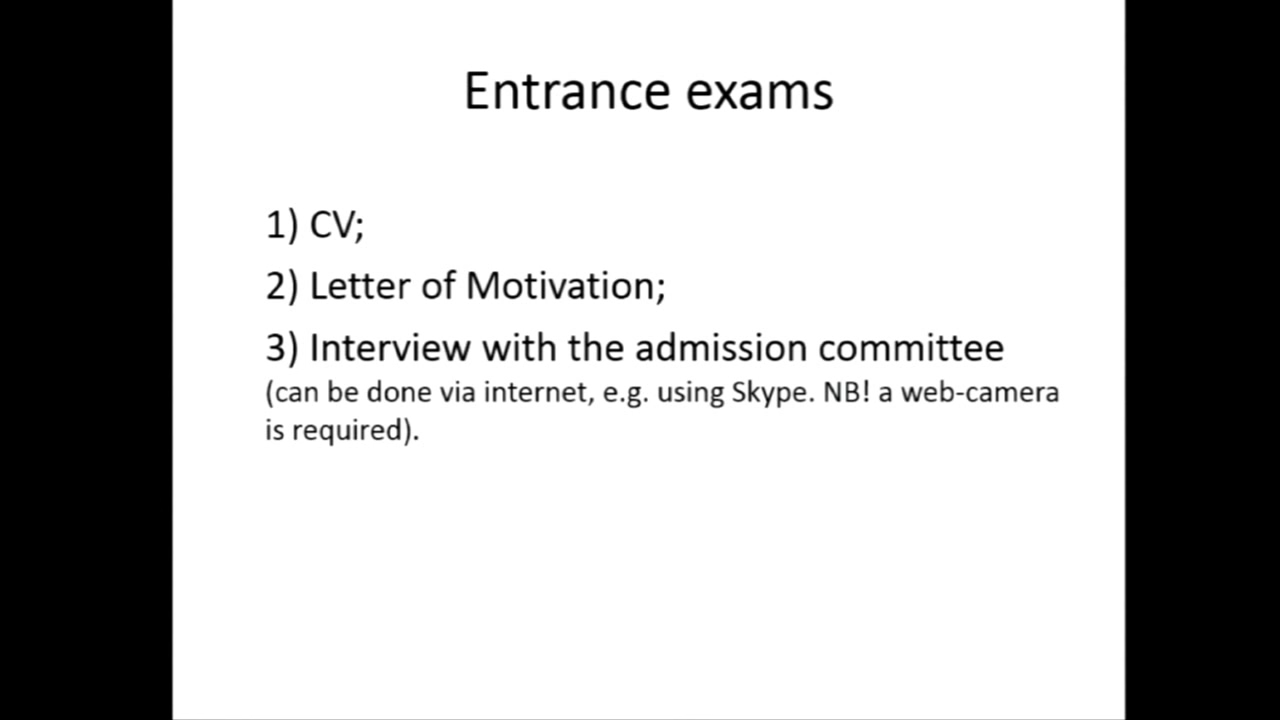 Entrance exams
1) CV;
2) Letter of Motivation;
3) Interview with the admission committee
(can be done via internet, e.g. using Skype. NB! a web-camera
is required).